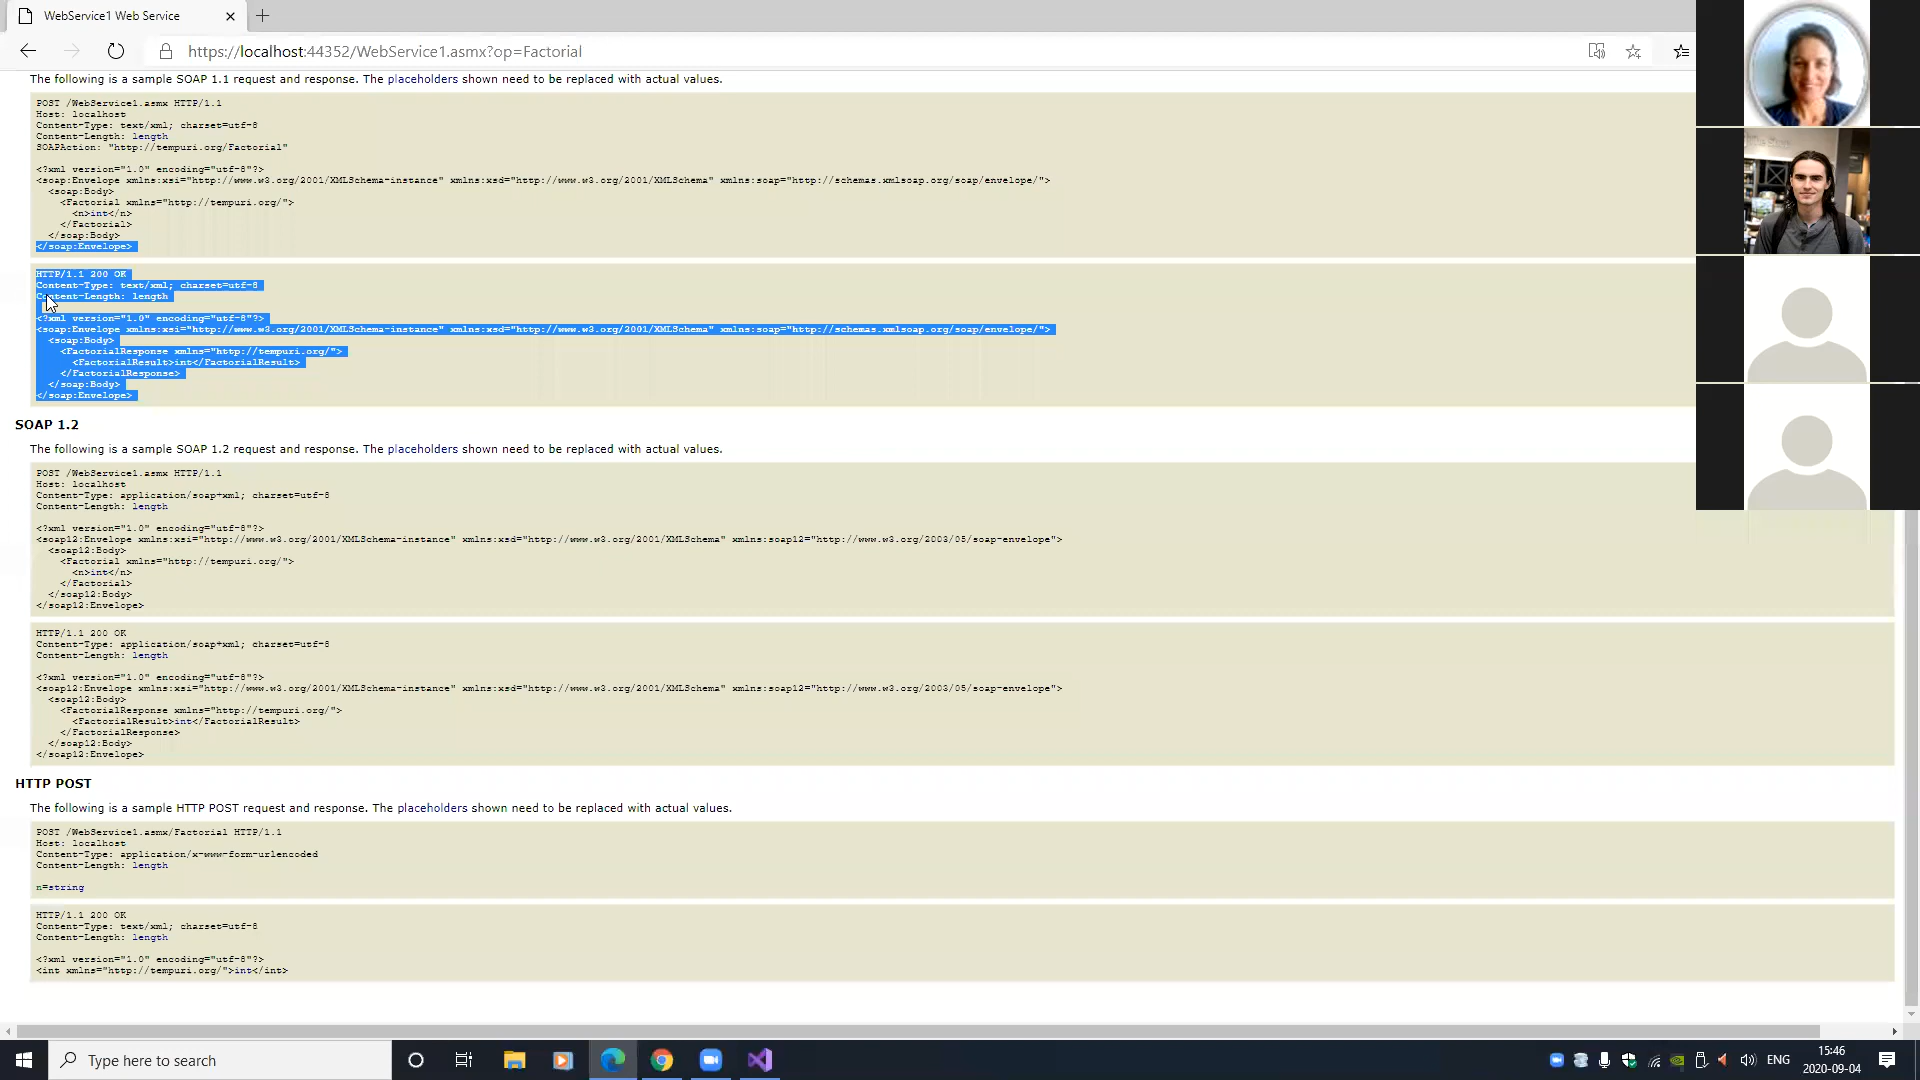 WebService1 Web Service
https://localhost:44352/WebService1.asmx?op=Factorial
The following is a sample SOAP 1.1 request and response. The placeholders shown need to be replaced with actual values.
POST /WebService1.asmx HTTP/1.1
Host: localhost
Content-Type: text/xml; charset=utf-8
Content-Length: length
SOAPAction: "http://tempuri.org/Factorial"
<?xml version="1.0" encoding="utf-8"?>
<soap:Envelope xmlns:xsi="http://www.w3.org/2001/XMLSchema-instance" xmlns:xsd="http://www.w3.org/2001/XMLSchema" xmlns:soap="http://schemas.xmlsoap.org/soap/envelope/">
<soap:Body>
<Factorial xmlns="http://tempuri.org/">
<n>int</n>
</Factorial>
</soap:Body>
</soap:Envelope>
HTTP/1.1 200 OK
Content-Type: text/xml; charset=utf-8
Content-Length: length
<?xml version="1.0" encoding="utf-8"?>
<soap:Envelope xmlns:xsi="http://www.w3.org/2001/XMLSchema-instance" xmlns:xsd="http://www.w3.org/2001/XMLSchema" xmlns:soap="http://schemas.xmlsoap.org/soap/envelope/">
<soap:Body>
<FactorialResponse xmlns="http://tempuri.org/">
<FactorialResult>int</FactorialResult>
</FactorialResponse>
</soap:Body>
</soap:Envelope>
SOAP 1.2
The following is a sample SOAP 1.2 request and response. The placeholders shown need to be replaced with actual values.
POST /WebService1.asmx HTTP/1.1
Host: localhost
Content-Type: application/soap+xml; charset=utf-8
Content-Length: length
<?xml version="1.0" encoding="utf-8"?>
<soap12:Envelope xmlns:xsi="http://www.w3.org/2001/XMLSchema-instance" xmlns:xsd="http://www.w3.org/2001/XMLSchema" xmlns:soap12="http://www.w3.org/2003/05/soap-envelope">
<soap12:Body>
<Factorial xmlns="http://tempuri.org/">
<n>int</n>
</Factorial>
</soap12:Body>
</soap12:Envelope>
HTTP/1.1 200 OK
Content-Type: application/soap+xml; charset=utf-8
Content-Length: length
<?xml version="1.0" encoding="utf-8"?>
<soap12:Envelope xmlns:xsi="http://www.w3.org/2001/XMLSchema-instance" xmlns:xsd="http://www.w3.org/2001/XMLSchema" xmlns:soap12="http://www.w3.org/2003/05/soap-envelope">
<soap12:Body>
<FactorialResponse xmlns="http://tempuri.org/">
<FactorialResult>int</FactorialResult>
</FactorialResponse>
</soap12:Body>
</soap12:Envelope>
HTTP POST
The following is a sample HTTP POST request and response. The placeholders shown need to be replaced with actual values.
POST /WebService1.asmx/Factorial HTTP/1.1
Host: localhost
Content-Type: application/x-www-form-urlencoded
Content-Length: length
n=string
HTTP/1.1 200 OK
Content-Type: text/xml; charset=utf-8
Content-Length: length
<?xml version="1.0" encoding="utf-8"?>
<int xmlns="http://tempuri.org/">int</int>
Type here to search
ENG
15:46
2020-09-04